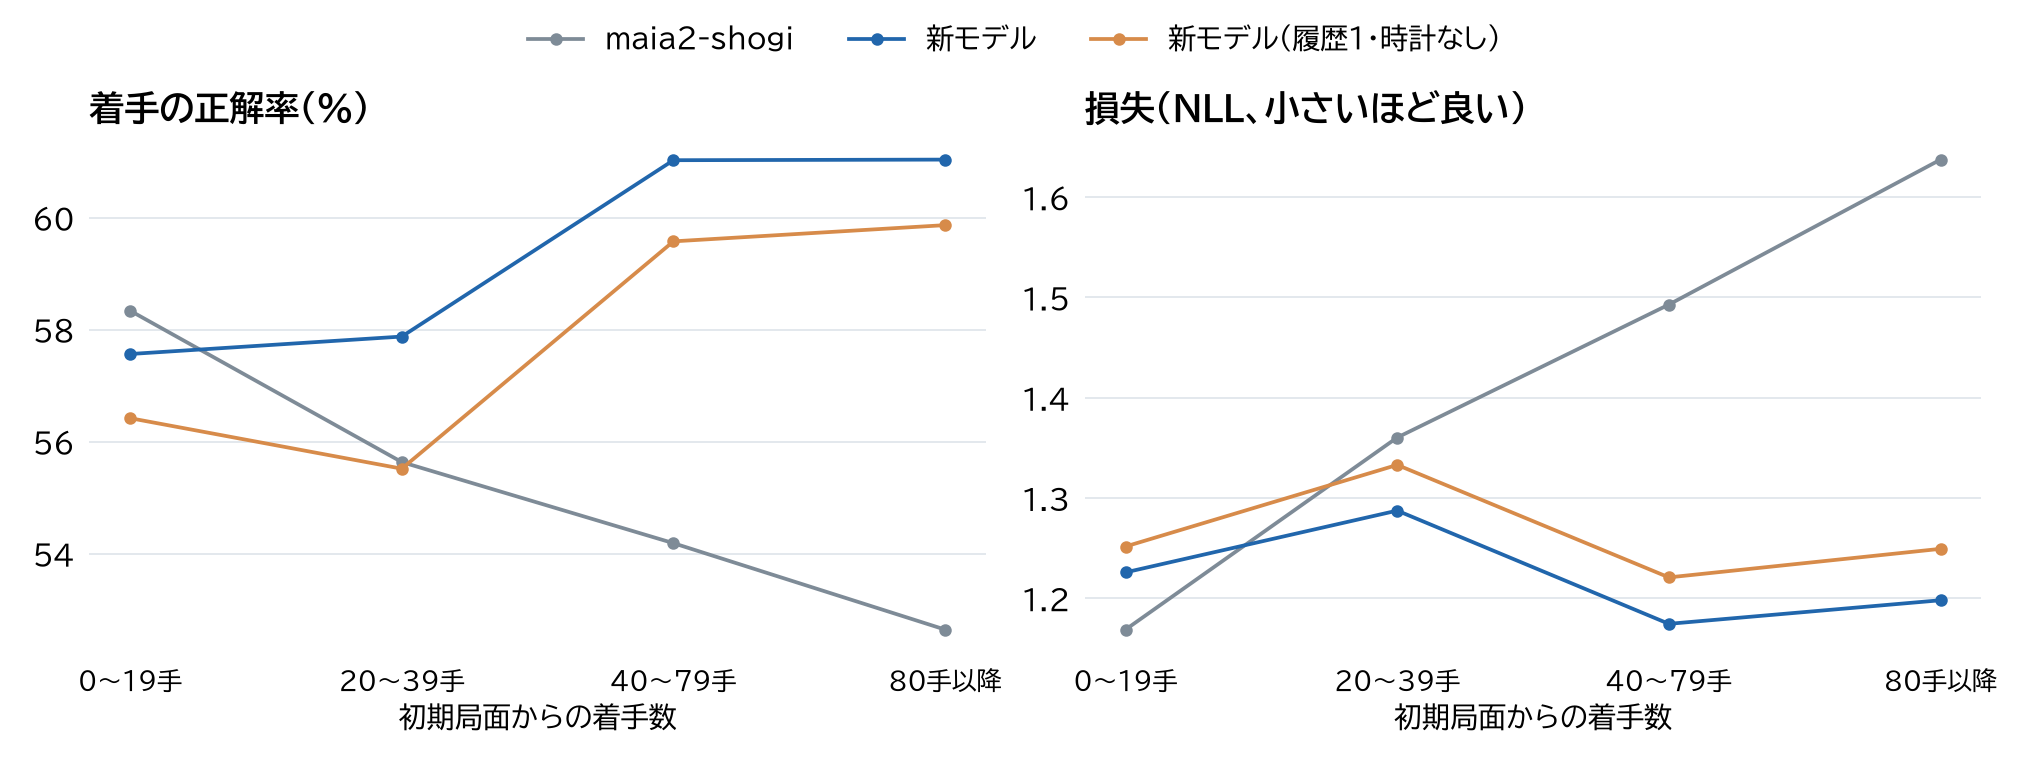 maia2-shogi 新モデル 新モデル(履歴1・時計なし)
着手の正解率(%)
60
58
56
54
0〜19手 20〜39手 40〜79手 80手以降
初期局面からの着手数
損失(NLL、小さいほど良い)
1.6
1.5
1.4
1.3
1.2
0〜19手 20〜39手 40〜79手 80手以降
初期局面からの着手数